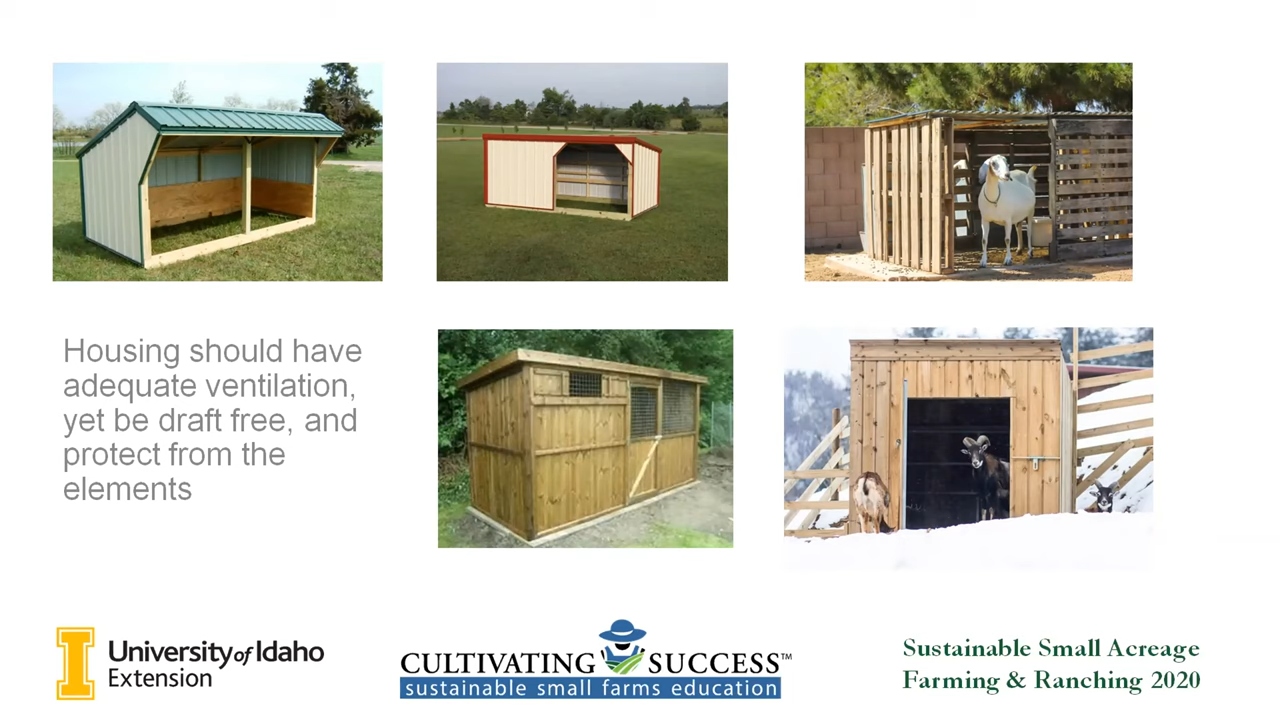 Housing should have
adequate ventilation,
yet be draft free, and
protect from the
elements
I
University of Idaho
Extension
CULTIVATING SUCCESS™
sustainable small farms education
Sustainable Small Acreage
Farming & Ranching 2020